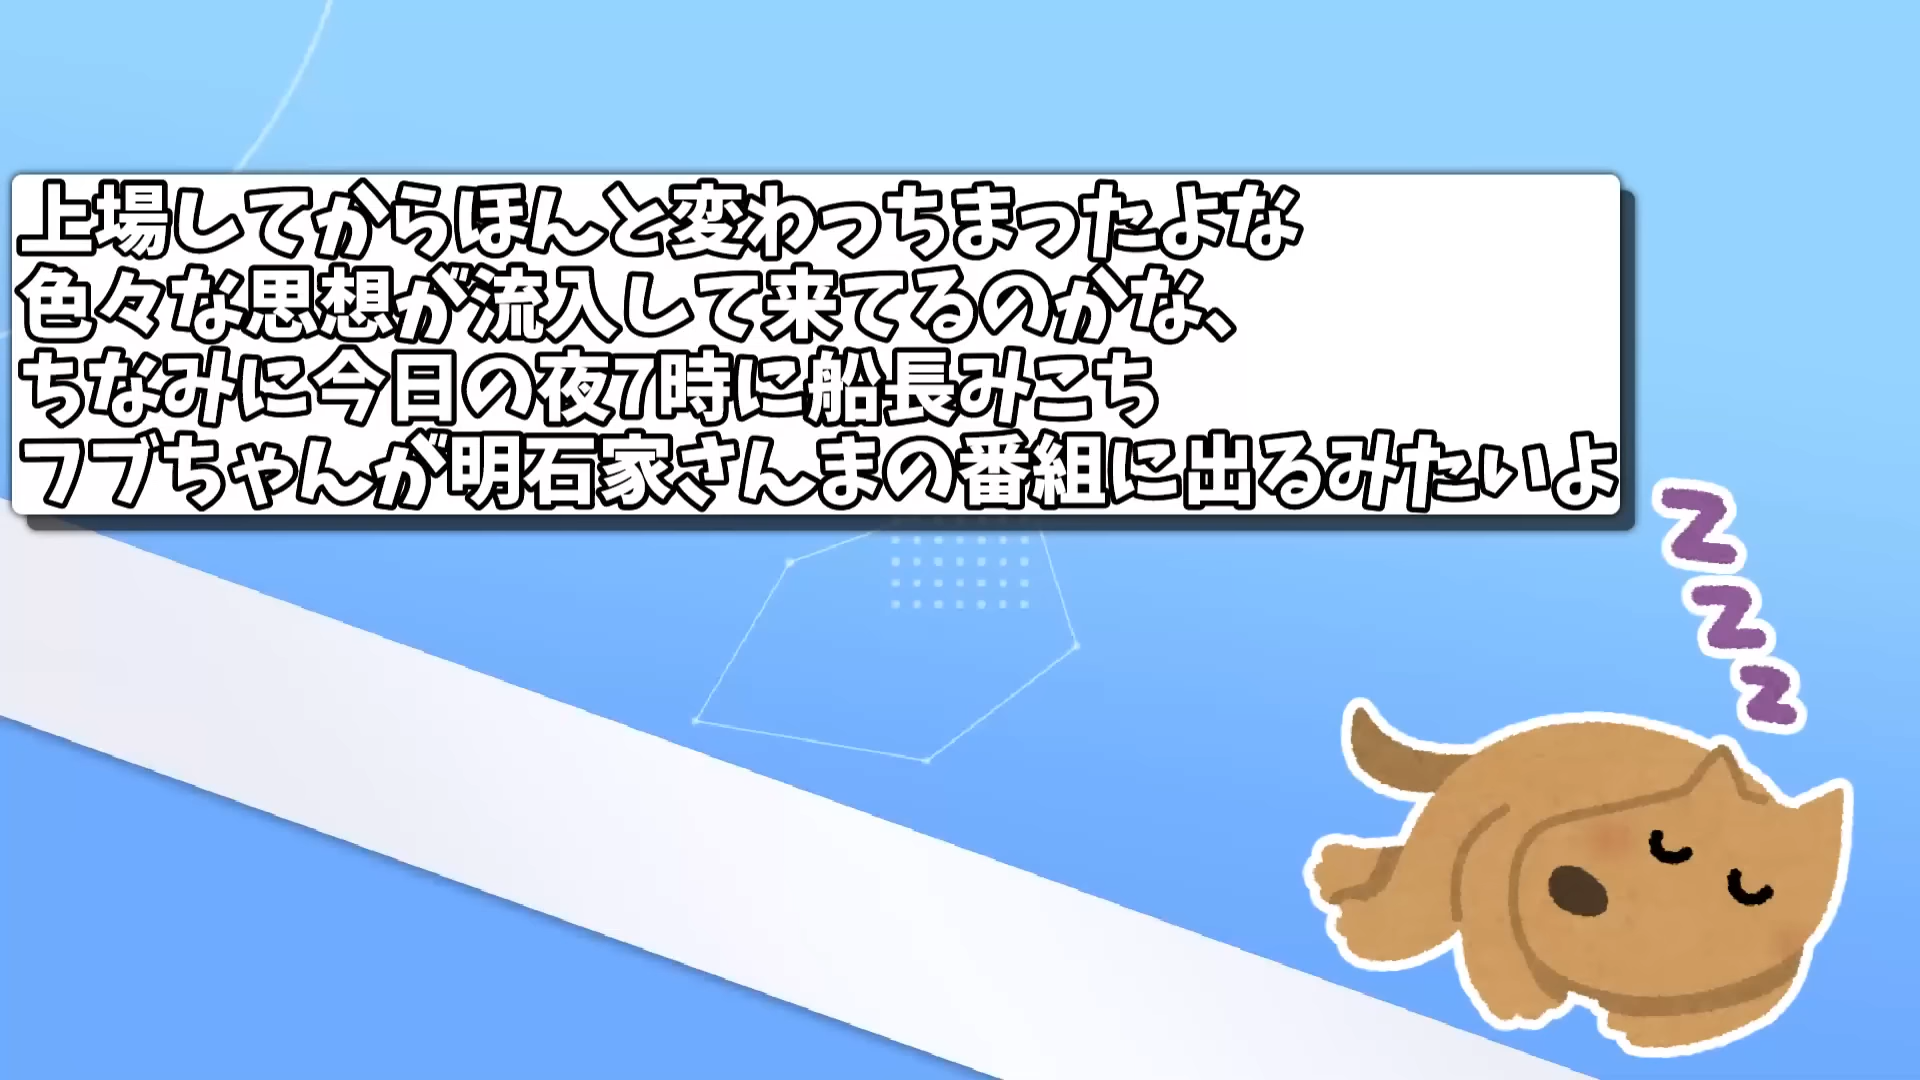 上場してからほんと変わっちまったよな
色々な思想が流入して来てるのかな、
ちなみに今日の夜7時に船長みこち
フブちゃんが明石家さんまの番組に出るみたいよ
Z
Z
Z